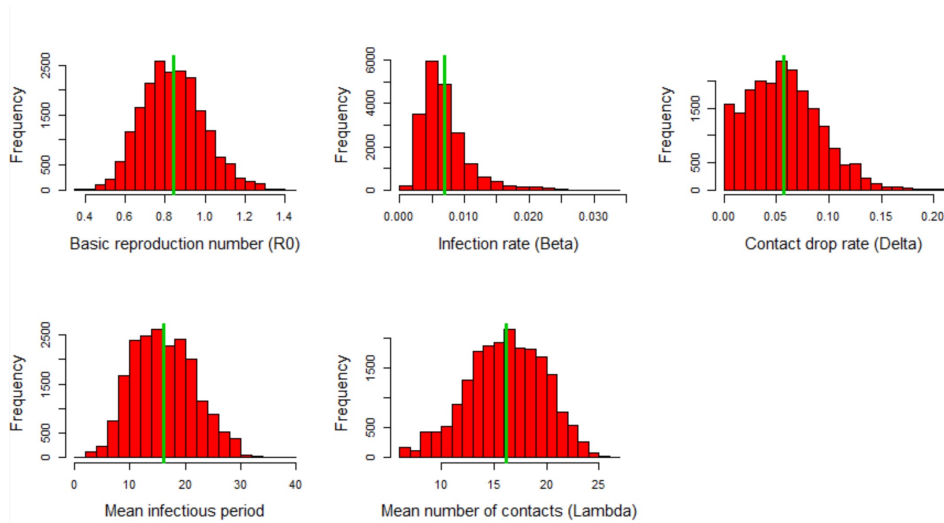 Frequency
0 500 1500 2500
0.4 0.6 0.8 1.0 1.2 1.4
Basic reproduction number (R0)
Frequency
0 2000 4000 6000
0.000 0.010 0.020 0.030
Infection rate (Beta)
Frequency
0 500 1500
0.00 0.05 0.10 0.15 0.20
Contact drop rate (Delta)
Frequency
0 500 1500 2500
0 10 20 30 40
Mean infectious period
Frequency
0 500 1500
10 15 20 25
Mean number of contacts (Lambda)